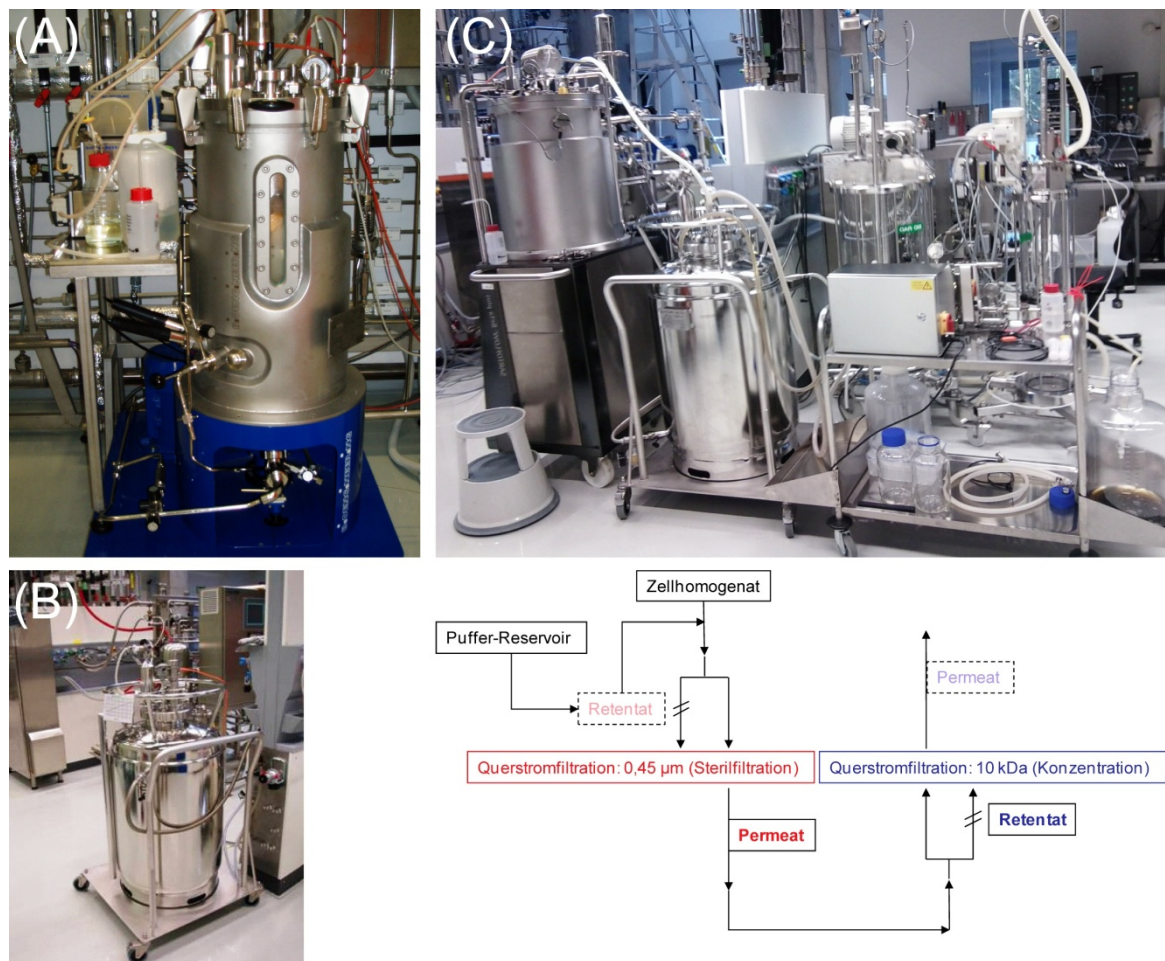 (A)
(C)
(B)
Zellhomogenat
Puffer-Reservoir
Retentat
Permeat
Querstromfiltration: 0,45 µm (Sterilfiltration)
Querstromfiltration: 10 kDa (Konzentration)
Permeat
Retentat